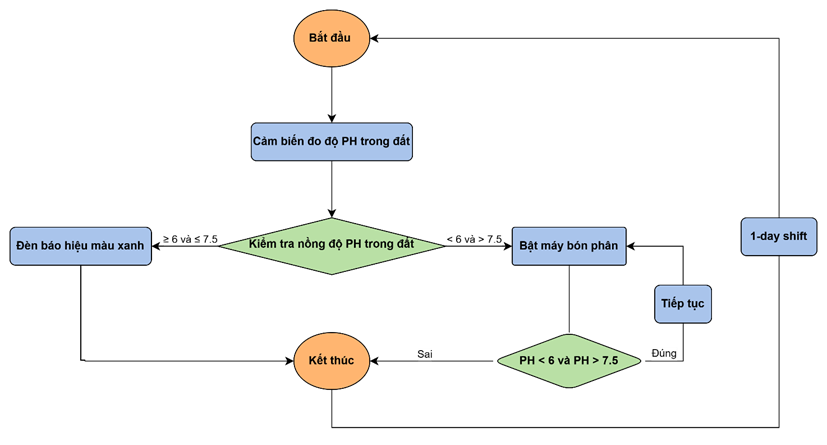 Bắt đầu
Cảm biến đo độ PH trong đất
Kiểm tra nồng độ PH trong đất
≥ 6 và ≤ 7.5
< 6 và > 7.5
Đèn báo hiệu màu xanh
Bật máy bón phân
1-day shift
Tiếp tục
Kết thúc
Sai
PH < 6 và PH > 7.5
Đúng